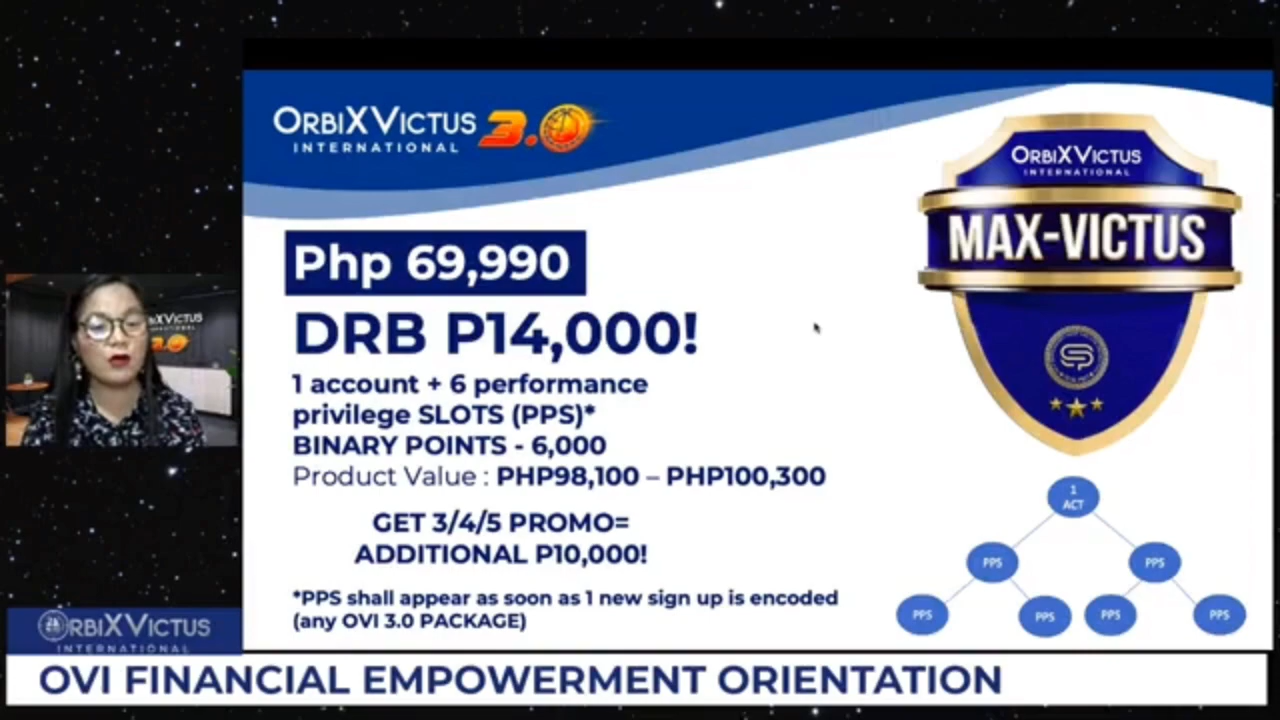 ORBIXVICTUS 3.0
INTERNATIONAL
ORBIXVICTUS
INTERNATIONAL
MAX-VICTUS
Php 69,990
DRB P14,000!
1 account + 6 performance
privilege SLOTS (PPS)*
BINARY POINTS - 6,000
Product Value : PHP98,100 – PHP100,300
GET 3/4/5 PROMO=
ADDITIONAL P10,000!
*PPS shall appear as soon as 1 new sign up is encoded
(any OVI 3.0 PACKAGE)
1
ACT
PPS
PPS
PPS
PPS
PPS
PPS
ORBIXVICTUS
INTERNATIONAL
OVI FINANCIAL EMPOWERMENT ORIENTATION